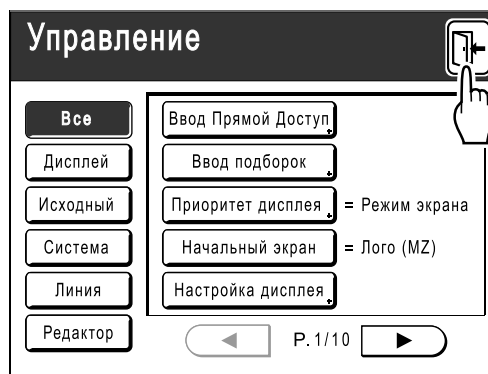 Управление
Все
Ввод Прямой Доступ
Дисплей
Ввод подборок
Исходный
Приоритет дисплея = Режим экрана
Система
Начальный экран = Лого (MZ)
Линия
Настройка дисплея
Редактор
P. 1/10